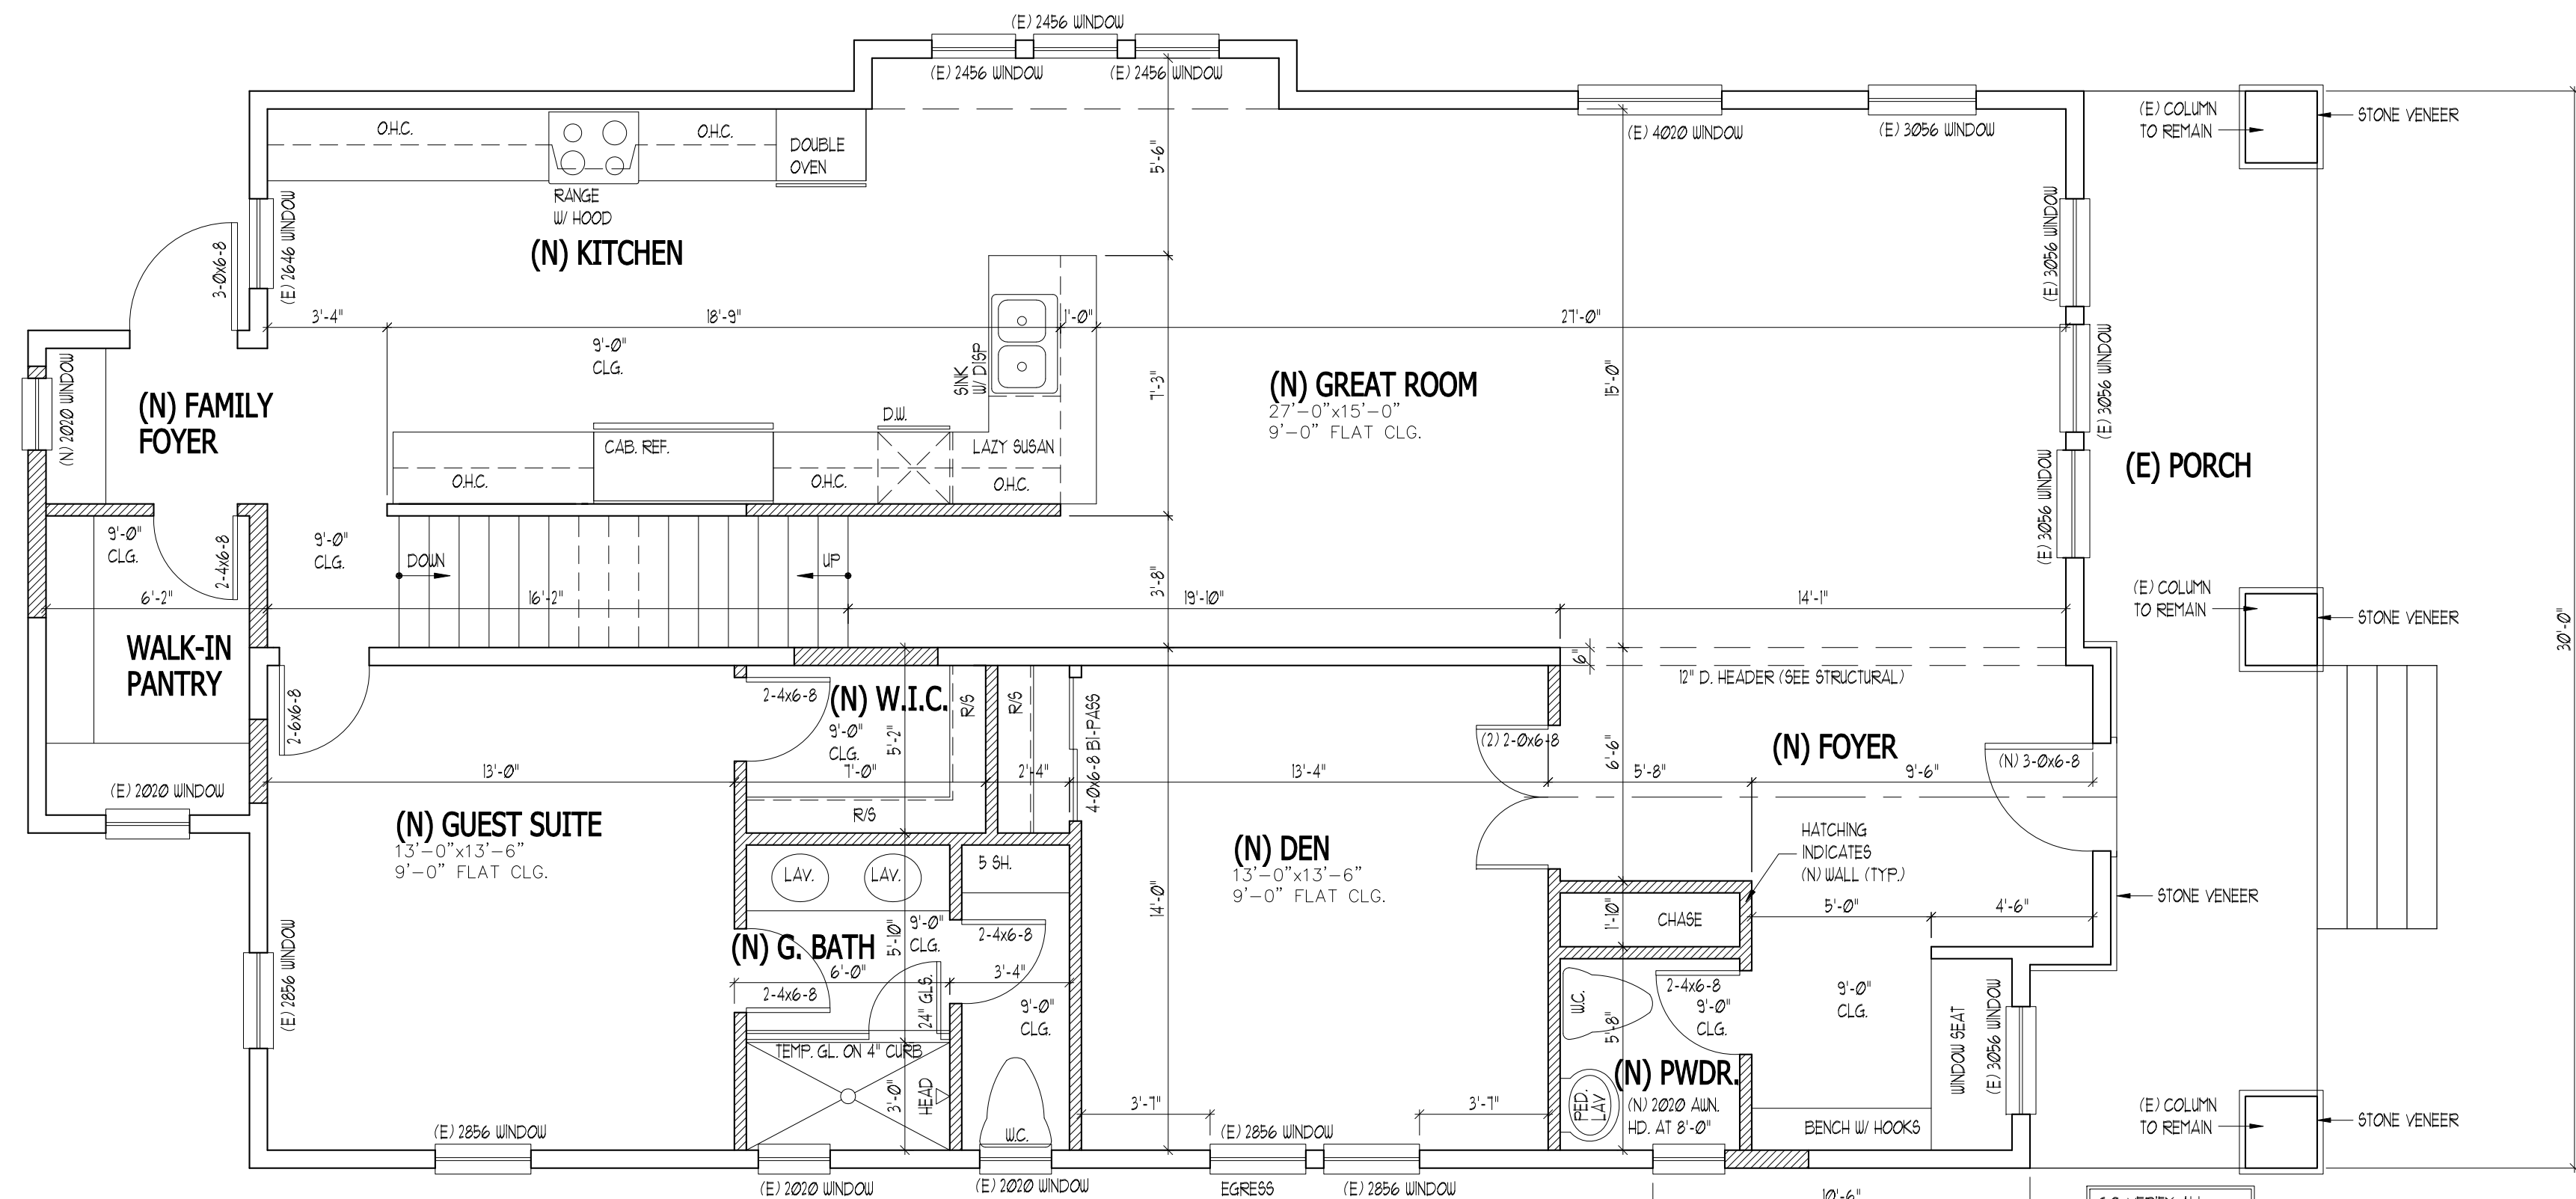 (E) 2456 WINDOW
(E) 2456 WINDOW
(E) 2456 WINDOW
O.H.C.
O.H.C.
DOUBLE
OVEN
(E) 4020 WINDOW
(E) 3056 WINDOW
(E) COLUMN
TO REMAIN
STONE VENEER
RANGE
W/ HOOD
5'-6"
(N) KITCHEN
3-0x6-8
(E) 2646 WINDOW
(E) 3056 WINDOW
3'-4"
18'-9"
1'-0"
27'-0"
9'-0"
CLG.
SINK
W/ DISP
7'-3"
15'-0"
(E) 3056 WINDOW
(N) 2020 WINDOW
(N) FAMILY
FOYER
(N) GREAT ROOM
27'-0"x15'-0"
9'-0" FLAT CLG.
D.W.
CAB. REF.
LAZY SUSAN
O.H.C.
O.H.C.
O.H.C.
(E) 3056 WINDOW
(E) PORCH
9'-0"
CLG.
2-4x6-8
9'-0"
CLG.
DOWN
UP
3'-8"
(E) COLUMN
TO REMAIN
STONE VENEER
30'-0"
6'-2"
16'-2"
19'-10"
14'-1"
WALK-IN
PANTRY
6"
12" D. HEADER (SEE STRUCTURAL)
2-6x6-8
2-4x6-8
(N) W.I.C.
9'-0"
CLG.
5'-2"
R/S
R/S
4-0x6-8 BI-PASS
(2) 2-0x6-8
6'-6"
(N) FOYER
(N) 3-0x6-8
13'-0"
7'-0"
2'-4"
13'-4"
5'-8"
9'-6"
(E) 2020 WINDOW
R/S
(N) GUEST SUITE
13'-0"x13'-6"
9'-0" FLAT CLG.
LAV.
LAV.
5 SH.
(N) DEN
13'-0"x13'-6"
9'-0" FLAT CLG.
HATCHING
INDICATES
(N) WALL (TYP.)
STONE VENEER
14'-0"
1'-10"
CHASE
5'-0"
4'-6"
(E) 2856 WINDOW
(N) G. BATH
5'-10"
9'-0"
CLG.
2-4x6-8
6'-0"
3'-4"
2-4x6-8
24" GLS.
9'-0"
CLG.
W.C.
2-4x6-8
9'-0"
CLG.
5'-8"
9'-0"
CLG.
WINDOW SEAT
(E) 3056 WINDOW
TEMP. GL. ON 4" CURB
3'-0"
HEAD
(N) PWDR.
PED.
LAV
(N) 2020 AWN.
HD. AT 8'-0"
3'-7"
3'-7"
BENCH W/ HOOKS
(E) COLUMN
TO REMAIN
STONE VENEER
(E) 2856 WINDOW
W.C.
(E) 2856 WINDOW
(E) 2020 WINDOW
(E) 2020 WINDOW
EGRESS
(E) 2856 WINDOW
10'-6"